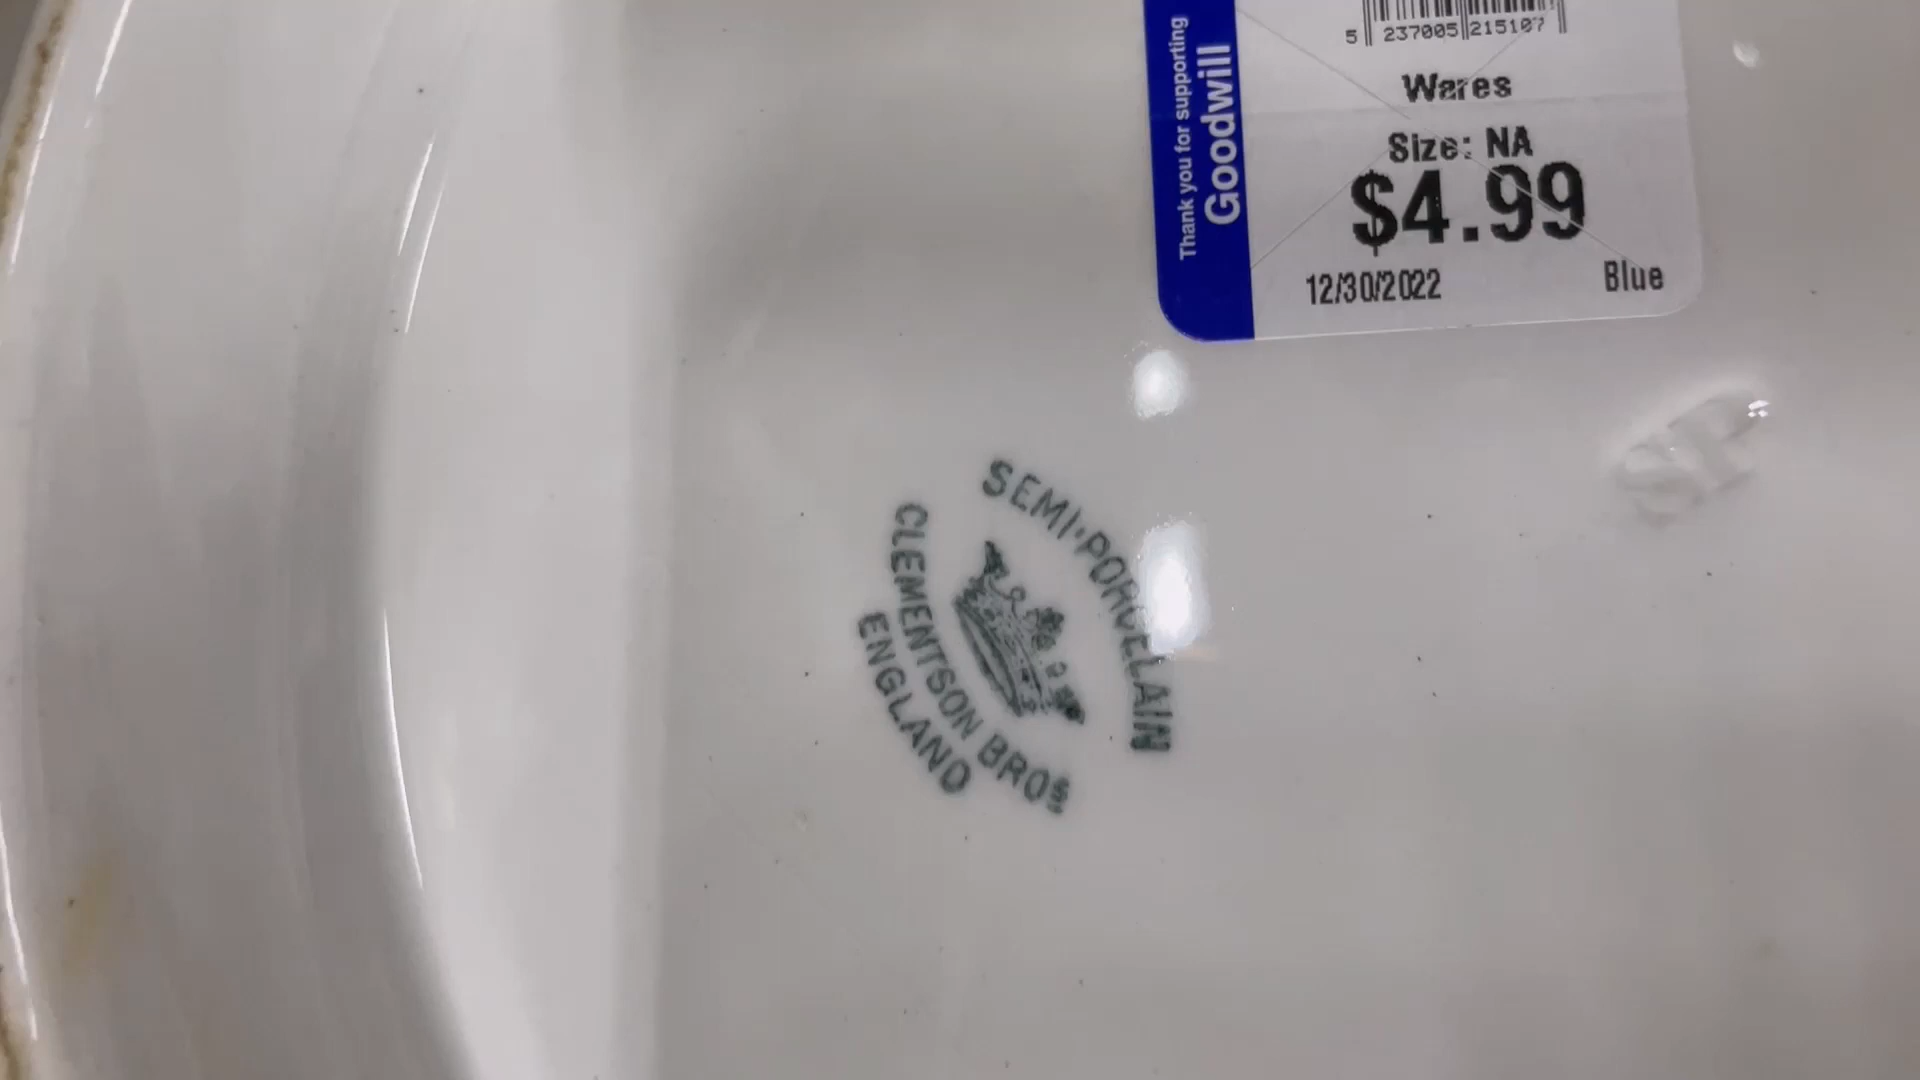 5 237005 215107
Wares
Size: NA
$4.99
12/30/2022 Blue
Thank you for supporting
Goodwill
SEMI-PORCELAIN
CLEMENTSON BROS
ENGLAND